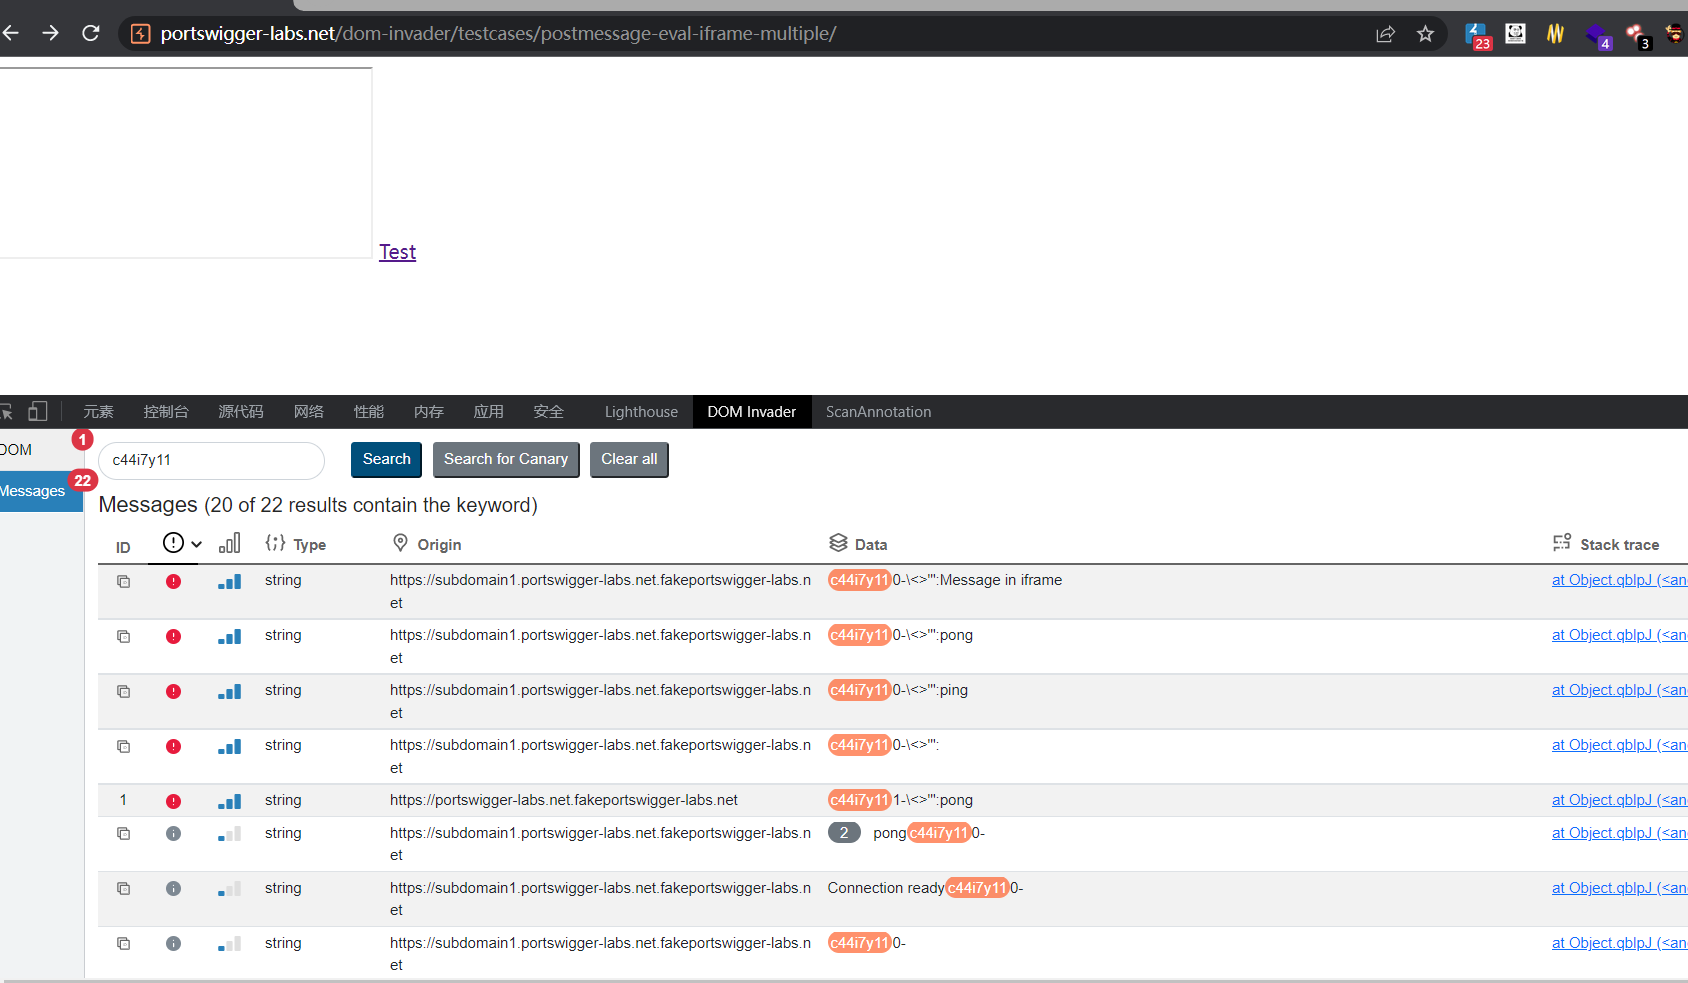 portswigger-labs.net/dom-invader/testcases/postmessage-eval-iframe-multiple/
23
4
3
Test
元素 控制台 源代码 网络 性能 内存 应用 安全 Lighthouse DOM Invader ScanAnnotation
DOM 1
c44i7y11 Search Search for Canary Clear all
Messages 22
Messages (20 of 22 results contain the keyword)
ID Type Origin Data Stack trace
string https://subdomain1.portswigger-labs.net.fakeportswigger-labs.n c44i7y110-\<>'":Message in iframe at Object.qblpJ (<an
et
string https://subdomain1.portswigger-labs.net.fakeportswigger-labs.n c44i7y110-\<>'":pong at Object.qblpJ (<an
et
string https://subdomain1.portswigger-labs.net.fakeportswigger-labs.n c44i7y110-\<>'":ping at Object.qblpJ (<an
et
string https://subdomain1.portswigger-labs.net.fakeportswigger-labs.n c44i7y110-\<>'": at Object.qblpJ (<an
et
1 string https://portswigger-labs.net.fakeportswigger-labs.net c44i7y111-\<>'":pong at Object.qblpJ (<an
string https://subdomain1.portswigger-labs.net.fakeportswigger-labs.n 2 pongc44i7y110- at Object.qblpJ (<an
et
string https://subdomain1.portswigger-labs.net.fakeportswigger-labs.n Connection readyc44i7y110- at Object.qblpJ (<an
et
string https://subdomain1.portswigger-labs.net.fakeportswigger-labs.n c44i7y110- at Object.qblpJ (<an
et